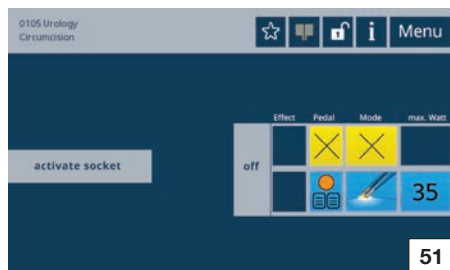 0105 Urology
Circumcision
i Menu
Effect Pedal Mode max. Watt
activate socket
off
35
51